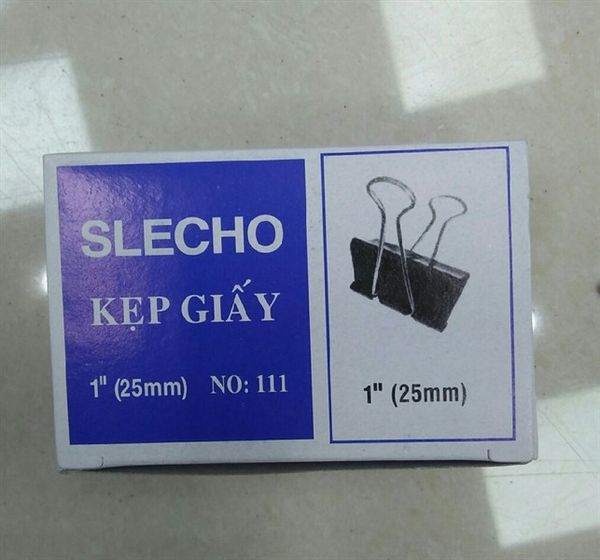 SLECHO
KẸP GIẤY
1" (25mm) NO: 111
1" (25mm)